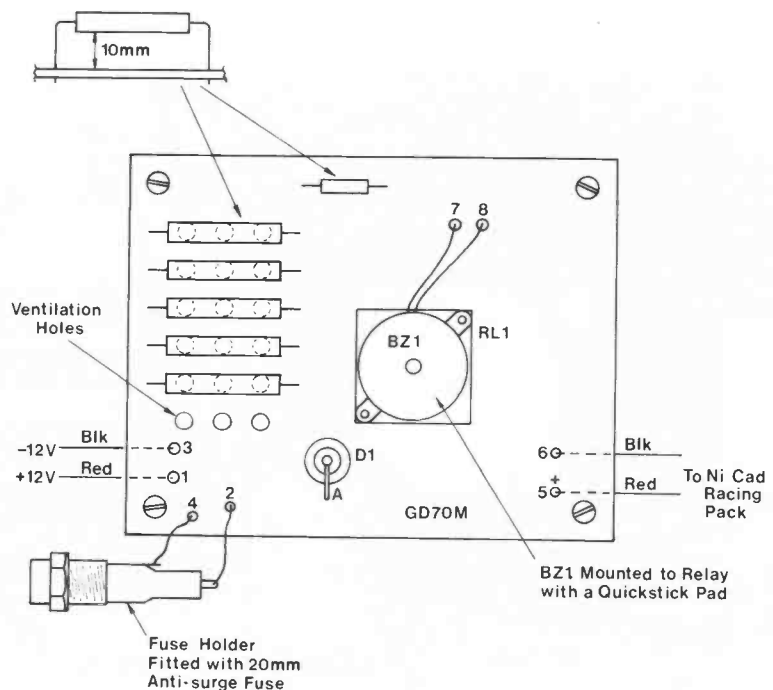 10mm
7 8
Ventilation
Holes
BZ1
RL1
-12V Blk 3
+12V Red 1
D1
A
6 Blk
+
5 Red
To Ni Cad
Racing
Pack
4 2
GD70M
BZ1 Mounted to Relay
with a Quickstick Pad
Fuse Holder
Fitted with 20mm
Anti-surge Fuse